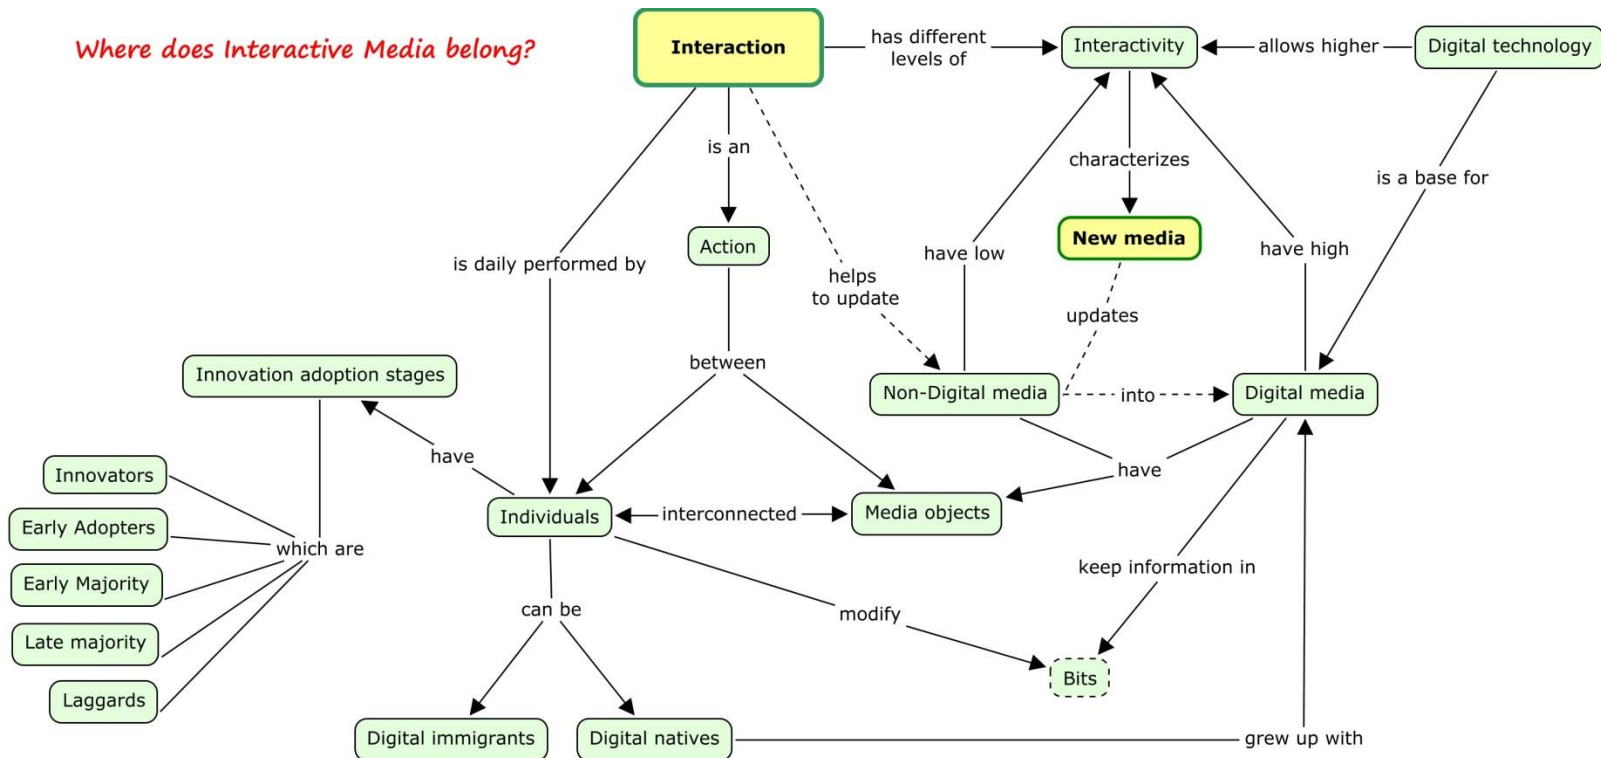 Where does Interactive Media belong?
Interaction
has different
levels of
Interactivity
allows higher
Digital technology
is an
characterizes
is a base for
Action
New media
have low
have high
is daily performed by
helps
to update
updates
between
Innovation adoption stages
Non-Digital media
into
Digital media
have
have
Innovators
Individuals
interconnected
Media objects
Early Adopters
which are
keep information in
Early Majority
can be
modify
Late majority
Bits
Laggards
Digital immigrants
Digital natives
grew up with